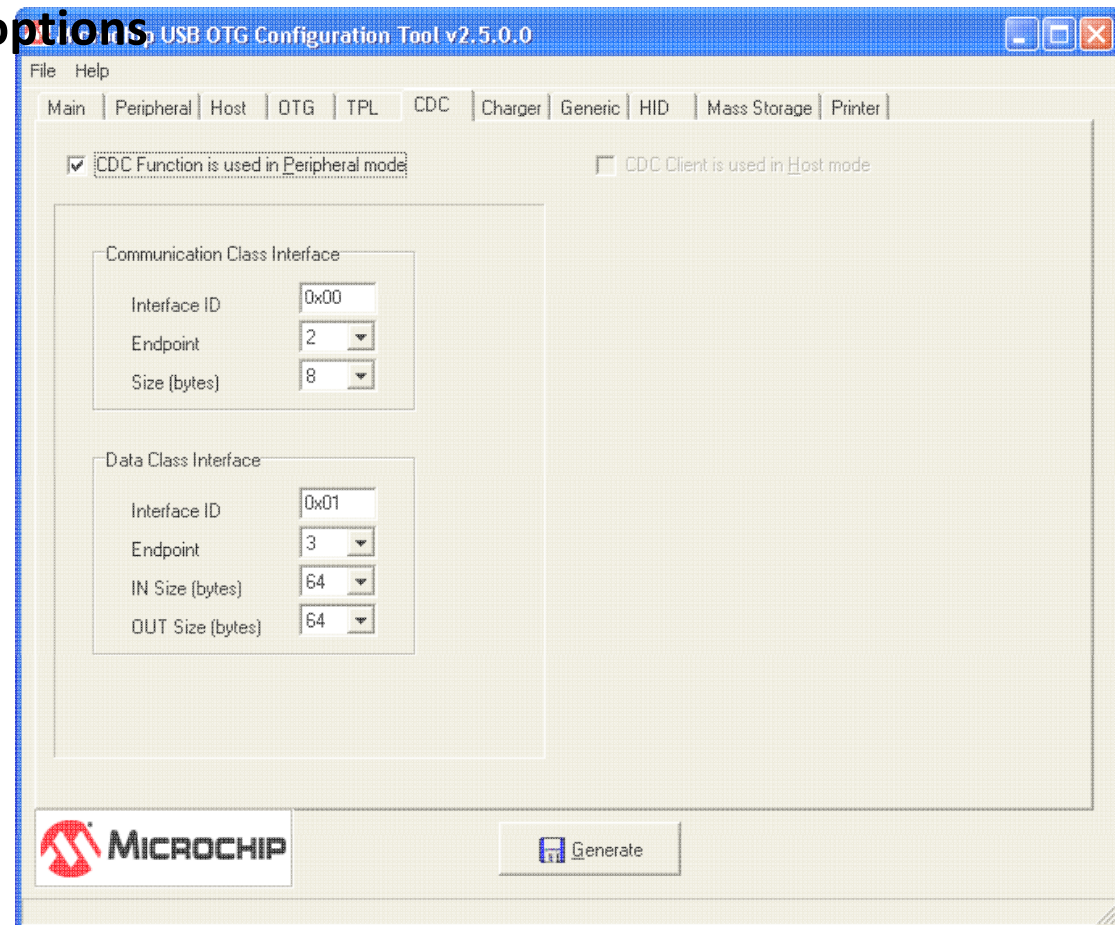 options
USB OTG Configuration Tool v2.5.0.0
File Help
Main Peripheral Host OTG TPL CDC Charger Generic HID Mass Storage Printer
CDC Function is used in Peripheral mode CDC Client is used in Host mode
Communication Class Interface
Interface ID 0x00
Endpoint 2
Size (bytes) 8
Data Class Interface
Interface ID 0x01
Endpoint 3
IN Size (bytes) 64
OUT Size (bytes) 64
MICROCHIP
Generate